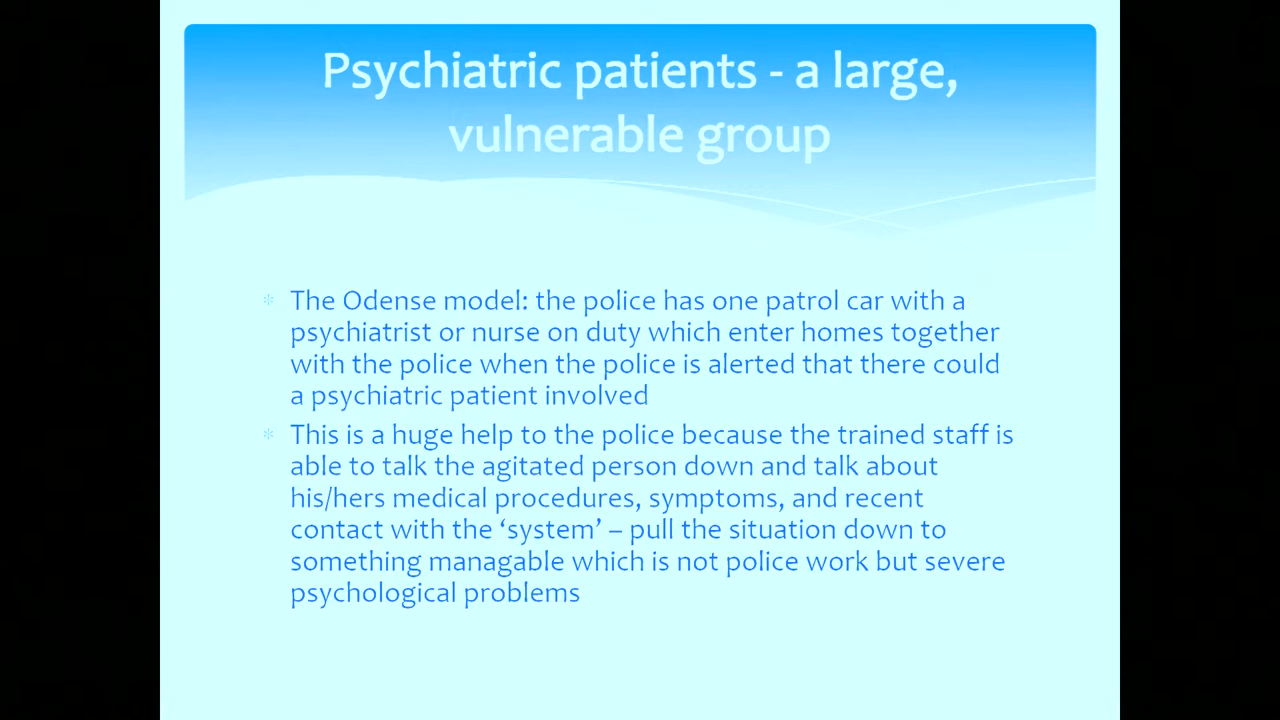 Psychiatric patients - a large,
vulnerable group
The Odense model: the police has one patrol car with a
psychiatrist or nurse on duty which enter homes together
with the police when the police is alerted that there could
a psychiatric patient involved
This is a huge help to the police because the trained staff is
able to talk the agitated person down and talk about
his/hers medical procedures, symptoms, and recent
contact with the ‘system’ – pull the situation down to
something managable which is not police work but severe
psychological problems